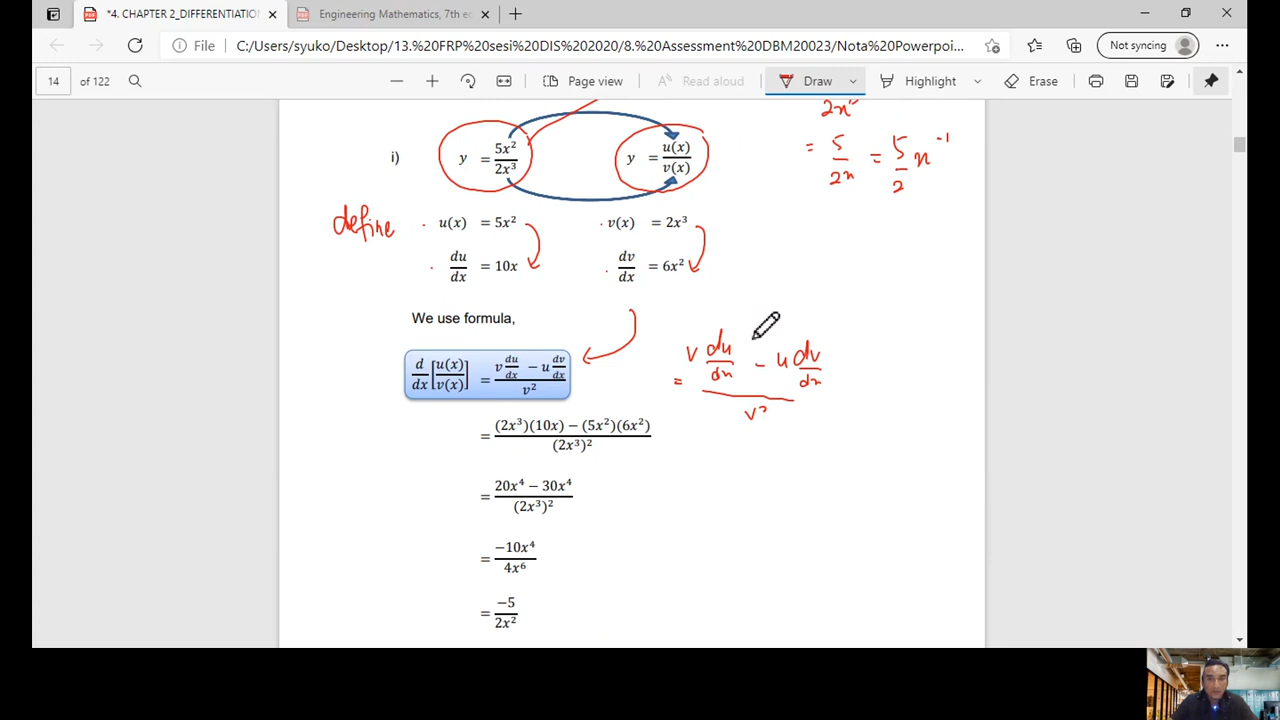 *4. CHAPTER 2_DIFFERENTIATION
Engineering Mathematics, 7th ed
File C:/Users/syuko/Desktop/13.%20FRP%20sesi%20DIS%202020/8.%20Assessment%20DBM20023/Nota%20Powerpoi...
Not syncing
14 of 122
Page view
Read aloud
Draw
Highlight
Erase
i) y = 5x²/2x³ y = u(x)/v(x)
2x
= 5/2x = 5/2 x⁻¹
define u(x) = 5x² v(x) = 2x³
du/dx = 10x dv/dx = 6x²
We use formula,
d/dx [u(x)/v(x)] = (v du/dx − u dv/dx)/v²
= (v du/dx − u dv/dx)/v²
= ((2x³)(10x) − (5x²)(6x²))/(2x³)²
= (20x⁴ − 30x⁴)/(2x³)²
= −10x⁴/4x⁶
= −5/2x²